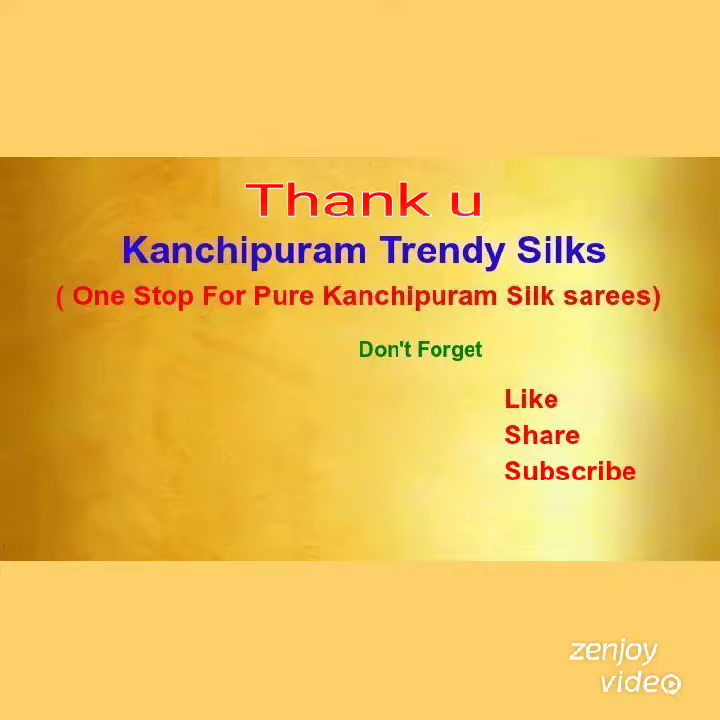 Thank u
Kanchipuram Trendy Silks
( One Stop For Pure Kanchipuram Silk sarees)
Don't Forget
Like
Share
Subscribe
zenjoy
video